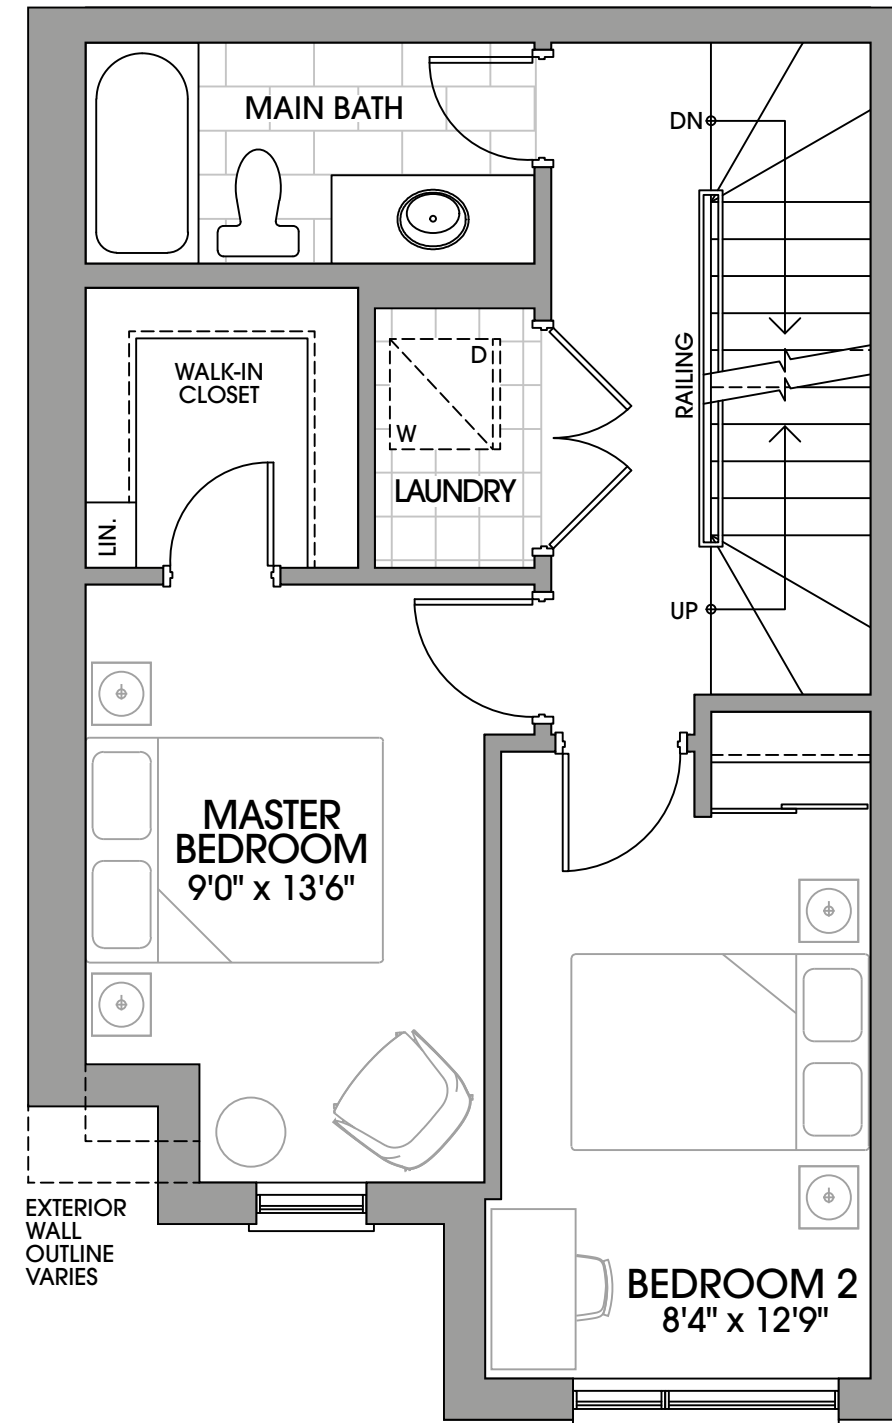 MAIN BATH
DN
WALK-IN
CLOSET
D
W
RAILING
LAUNDRY
LIN.
UP
MASTER
BEDROOM
9'0" x 13'6"
EXTERIOR
WALL
OUTLINE
VARIES
BEDROOM 2
8'4" x 12'9"